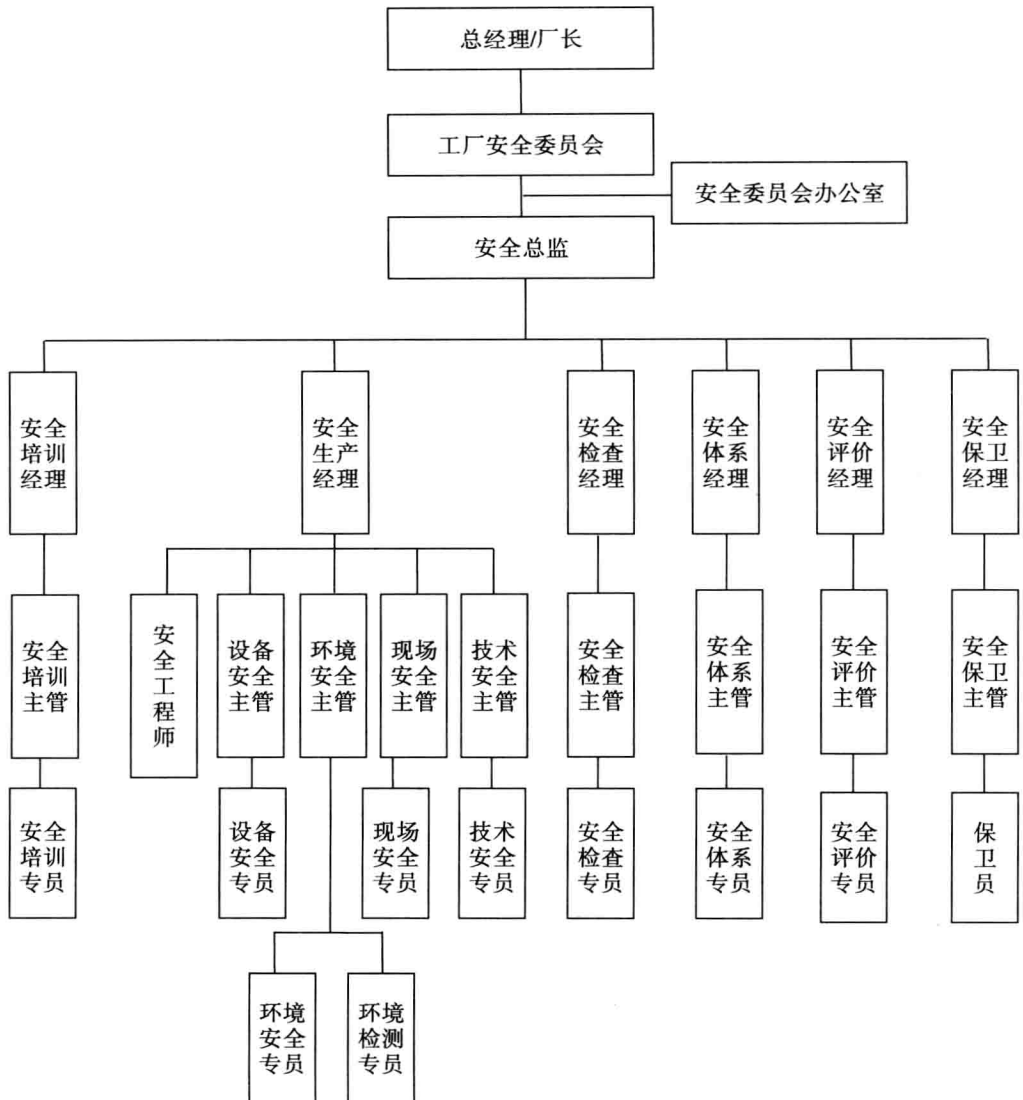 总经理/厂长
工厂安全委员会
安全委员会办公室
安全总监
安全
培训
经理
安全
生产
经理
安全
检查
经理
安全
体系
经理
安全
评价
经理
安全
保卫
经理
安全
培训
主管
安
全
工
程
师
设备
安全
主管
环境
安全
主管
现场
安全
主管
技术
安全
主管
安全
检查
主管
安全
体系
主管
安全
评价
主管
安全
保卫
主管
安全
培训
专员
设备
安全
专员
现场
安全
专员
技术
安全
专员
安全
检查
专员
安全
体系
专员
安全
评价
专员
保
卫
员
环境
安全
专员
环境
检测
专员